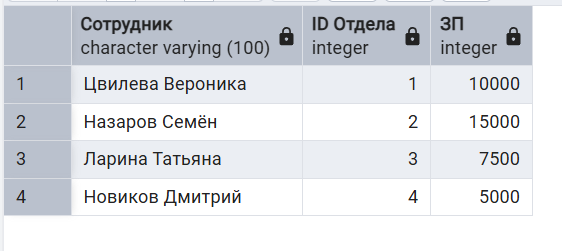 Сотрудник ID Отдела ЗП
character varying (100) integer integer
1 Цвилева Вероника 1 10000
2 Назаров Семён 2 15000
3 Ларина Татьяна 3 7500
4 Новиков Дмитрий 4 5000